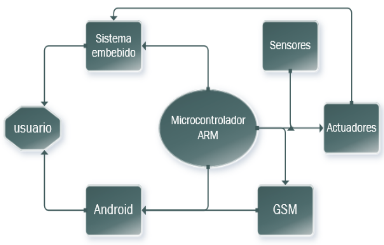 Sistema
embebido
Sensores
usuario
Microcontrolador
ARM
Actuadores
Android
GSM